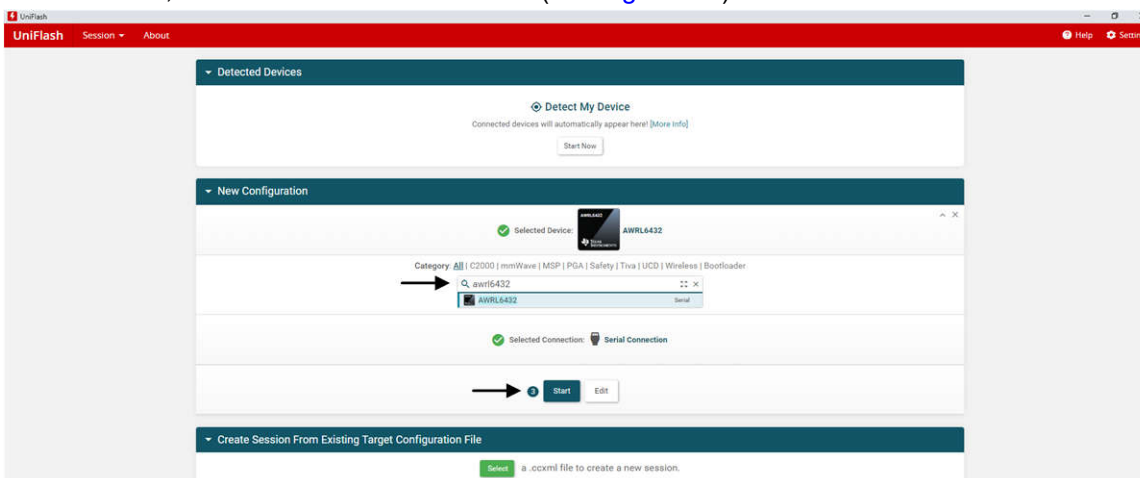 UniFlash
UniFlash Session About Help
Detected Devices
Detect My Device
Connected devices will automatically appear here! [More Info]
Start Now
New Configuration
Selected Device: AWRL6432
Category: All | C2000 | mmWave | MSP | PGA | Safety | Tiva | UCD | Wireless | Bootloader
awrl6432
AWRL6432 Serial
Selected Connection: Serial Connection
3 Start Edit
Create Session From Existing Target Configuration File
Select a .ccxml file to create a new session.